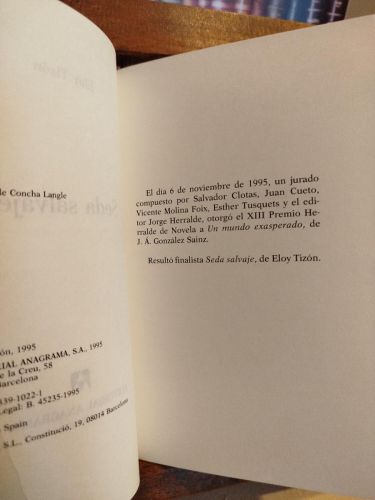 de Concha Langle
ón, 1995
IAL ANAGRAMA, S.A., 1995
e la Creu, 58
arcelona
339-1022-1
Legal: B. 45235-1995
Spain
S.L., Constitució, 19, 08014 Barcelona
El día 6 de noviembre de 1995, un jurado
compuesto por Salvador Clotas, Juan Cueto,
Vicente Molina Foix, Esther Tusquets y el edi-
tor Jorge Herralde, otorgó el XIII Premio He-
rralde de Novela a Un mundo exasperado, de
J. Á. González Sainz.
Resultó finalista Seda salvaje, de Eloy Tizón.